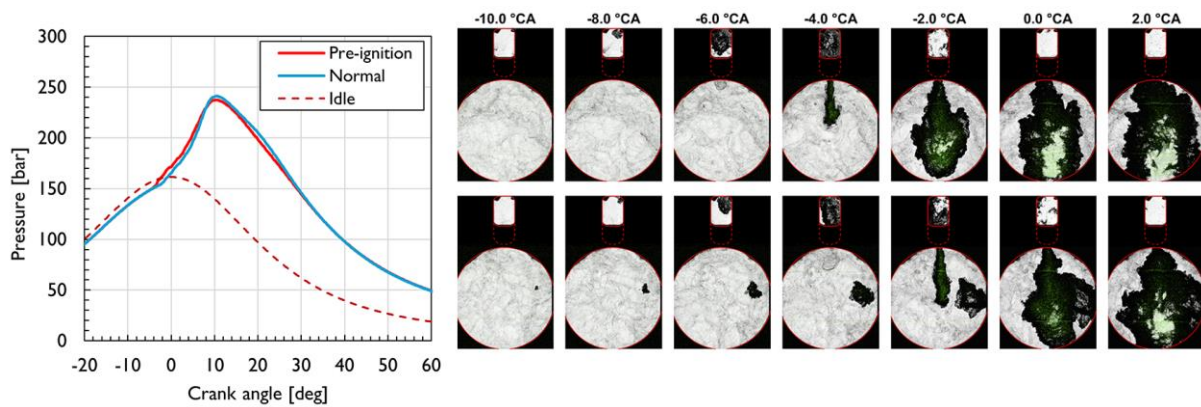 300
250
200
150
100
50
0
-20 -10 0 10 20 30 40 50 60
Pressure [bar]
Crank angle [deg]
Pre-ignition
Normal
Idle
-10.0 °CA -8.0 °CA -6.0 °CA -4.0 °CA -2.0 °CA 0.0 °CA 2.0 °CA